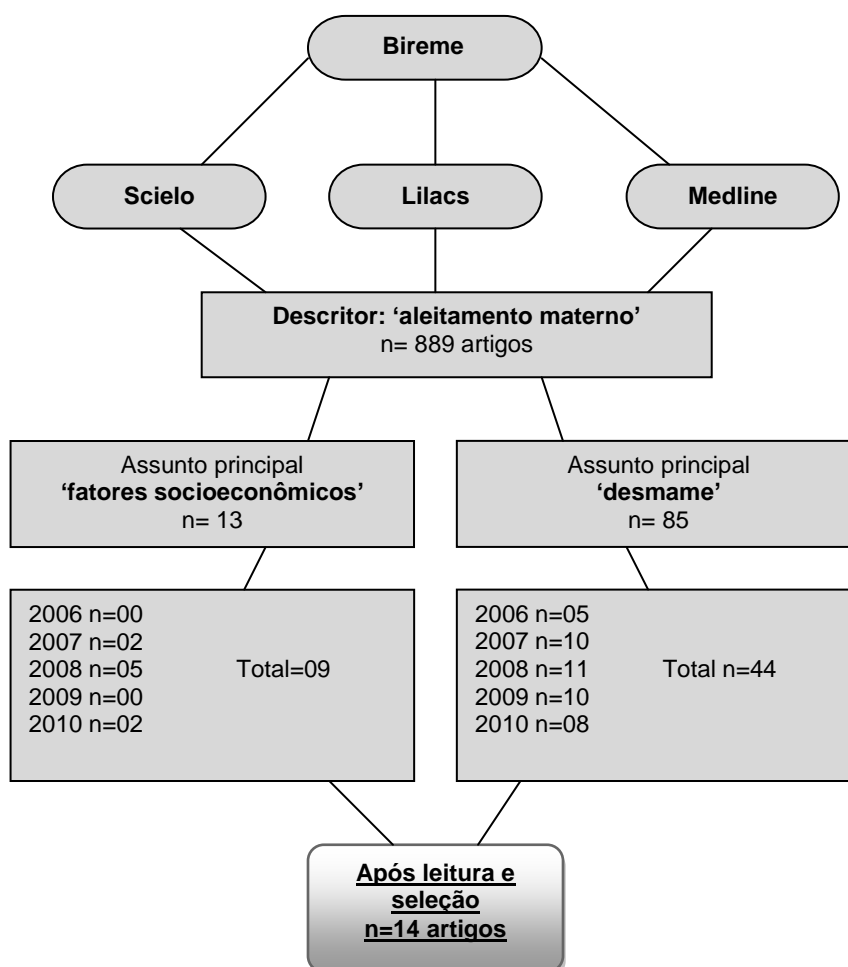 Bireme
Scielo
Lilacs
Medline
Descritor: ‘aleitamento materno’
n= 889 artigos
Assunto principal
‘fatores socioeconômicos’
n= 13
Assunto principal
‘desmame’
n= 85
2006 n=00
2007 n=02
2008 n=05 Total=09
2009 n=00
2010 n=02
2006 n=05
2007 n=10
2008 n=11 Total n=44
2009 n=10
2010 n=08
Após leitura e
seleção
n=14 artigos